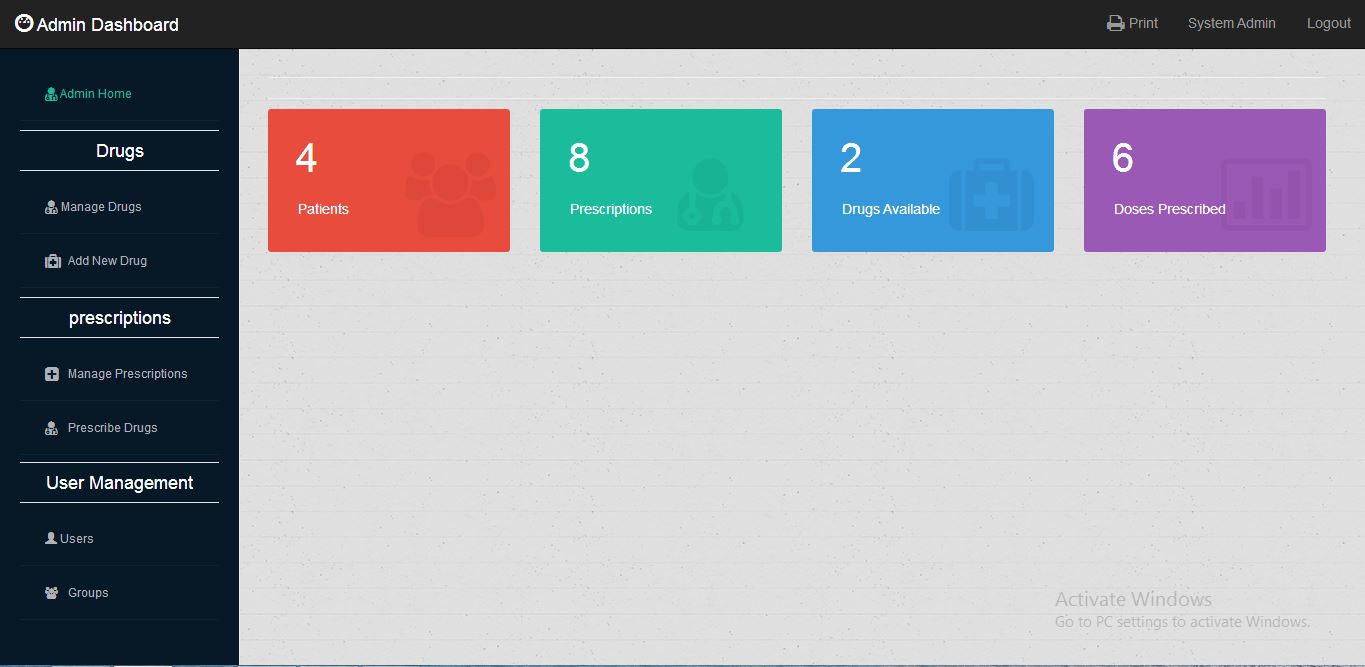 Admin Dashboard
Print
System Admin
Logout
Admin Home
Drugs
Manage Drugs
Add New Drug
prescriptions
Manage Prescriptions
Prescribe Drugs
User Management
Users
Groups
4
Patients
8
Prescriptions
2
Drugs Available
6
Doses Prescribed
Activate Windows
Go to PC settings to activate Windows.